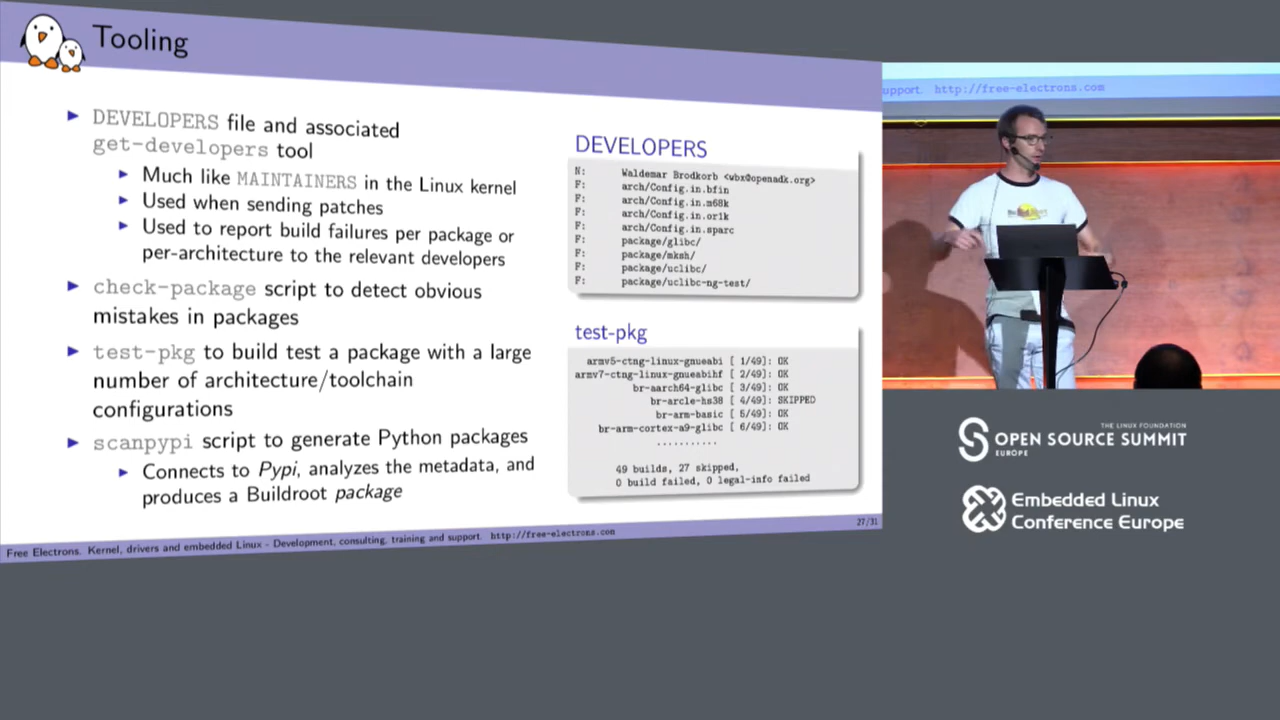 Tooling
DEVELOPERS file and associated
get-developers tool
Much like MAINTAINERS in the Linux kernel
Used when sending patches
Used to report build failures per package or
per-architecture to the relevant developers
check-package script to detect obvious
mistakes in packages
test-pkg to build test a package with a large
number of architecture/toolchain
configurations
scanpypi script to generate Python packages
Connects to Pypi, analyzes the metadata, and
produces a Buildroot package
DEVELOPERS
N: Waldemar Brodkorb <wbx@openadk.org>
F: arch/Config.in.bfin
F: arch/Config.in.m68k
F: arch/Config.in.or1k
F: arch/Config.in.sparc
F: package/glibc/
F: package/mksh/
F: package/uclibc/
F: package/uclibc-ng-test/
test-pkg
armv5-ctng-linux-gnueabi [ 1/49]: OK
armv7-ctng-linux-gnueabihf [ 2/49]: OK
br-aarch64-glibc [ 3/49]: OK
br-arcle-hs38 [ 4/49]: SKIPPED
br-arm-basic [ 5/49]: OK
br-arm-cortex-a9-glibc [ 6/49]: OK
...........
49 builds, 27 skipped,
0 build failed, 0 legal-info failed
27/31
Free Electrons. Kernel, drivers and embedded Linux - Development, consulting, training and support. http://free-electrons.com
upport. http://free-electrons.com
THE LINUX FOUNDATION
OPEN SOURCE SUMMIT
EUROPE
Embedded Linux
Conference Europe